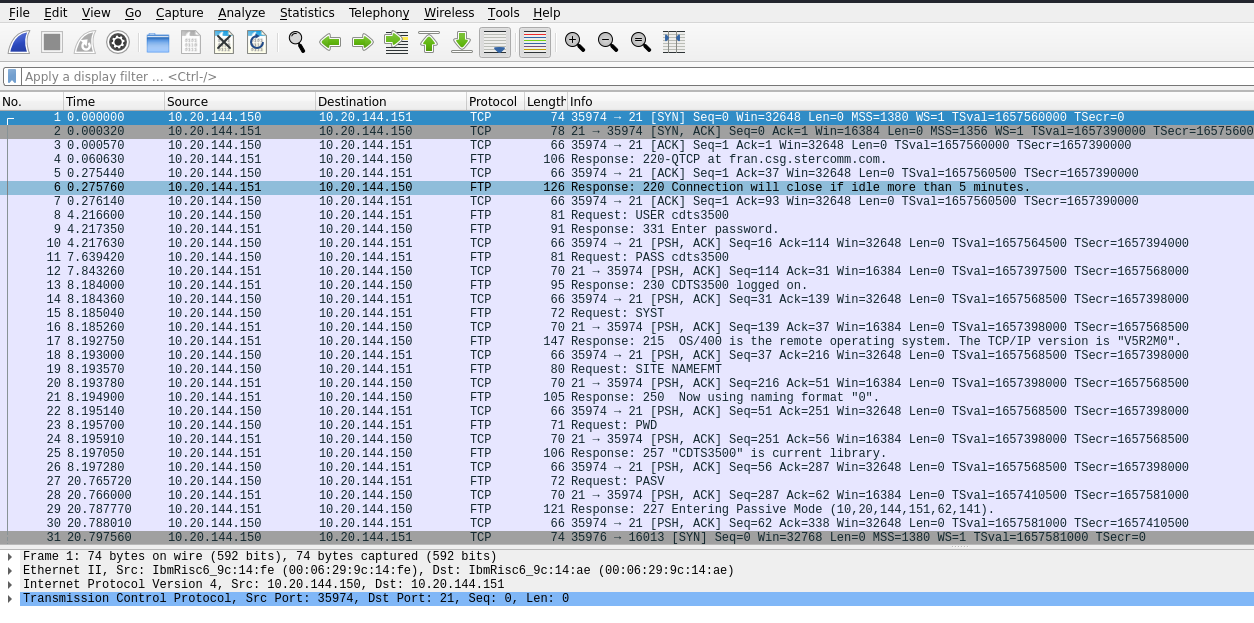 File Edit View Go Capture Analyze Statistics Telephony Wireless Tools Help
Apply a display filter … <Ctrl-/>
No. Time Source Destination Protocol Length Info
1 0.000000 10.20.144.150 10.20.144.151 TCP 74 35974 → 21 [SYN] Seq=0 Win=32648 Len=0 MSS=1380 WS=1 TSval=1657560000 TSecr=0
2 0.000320 10.20.144.151 10.20.144.150 TCP 78 21 → 35974 [SYN, ACK] Seq=0 Ack=1 Win=16384 Len=0 MSS=1356 WS=1 TSval=1657390000 TSecr=16575600
3 0.000570 10.20.144.150 10.20.144.151 TCP 66 35974 → 21 [ACK] Seq=1 Ack=1 Win=32648 Len=0 TSval=1657560000 TSecr=1657390000
4 0.060630 10.20.144.151 10.20.144.150 FTP 106 Response: 220-QTCP at fran.csg.stercomm.com.
5 0.275440 10.20.144.150 10.20.144.151 TCP 66 35974 → 21 [ACK] Seq=1 Ack=37 Win=32648 Len=0 TSval=1657560500 TSecr=1657390000
6 0.275760 10.20.144.151 10.20.144.150 FTP 126 Response: 220 Connection will close if idle more than 5 minutes.
7 0.276140 10.20.144.150 10.20.144.151 TCP 66 35974 → 21 [ACK] Seq=1 Ack=93 Win=32648 Len=0 TSval=1657560500 TSecr=1657390000
8 4.216600 10.20.144.150 10.20.144.151 FTP 81 Request: USER cdts3500
9 4.217350 10.20.144.151 10.20.144.150 FTP 91 Response: 331 Enter password.
10 4.217630 10.20.144.150 10.20.144.151 TCP 66 35974 → 21 [PSH, ACK] Seq=16 Ack=114 Win=32648 Len=0 TSval=1657564500 TSecr=1657394000
11 7.639420 10.20.144.150 10.20.144.151 FTP 81 Request: PASS cdts3500
12 7.843260 10.20.144.151 10.20.144.150 TCP 70 21 → 35974 [PSH, ACK] Seq=114 Ack=31 Win=16384 Len=0 TSval=1657397500 TSecr=1657568000
13 8.184000 10.20.144.151 10.20.144.150 FTP 95 Response: 230 CDTS3500 logged on.
14 8.184360 10.20.144.150 10.20.144.151 TCP 66 35974 → 21 [PSH, ACK] Seq=31 Ack=139 Win=32648 Len=0 TSval=1657568500 TSecr=1657398000
15 8.185040 10.20.144.150 10.20.144.151 FTP 72 Request: SYST
16 8.185260 10.20.144.151 10.20.144.150 TCP 70 21 → 35974 [PSH, ACK] Seq=139 Ack=37 Win=16384 Len=0 TSval=1657398000 TSecr=1657568500
17 8.192750 10.20.144.151 10.20.144.150 FTP 147 Response: 215  OS/400 is the remote operating system. The TCP/IP version is "V5R2M0".
18 8.193000 10.20.144.150 10.20.144.151 TCP 66 35974 → 21 [PSH, ACK] Seq=37 Ack=216 Win=32648 Len=0 TSval=1657568500 TSecr=1657398000
19 8.193570 10.20.144.150 10.20.144.151 FTP 80 Request: SITE NAMEFMT
20 8.193780 10.20.144.151 10.20.144.150 TCP 70 21 → 35974 [PSH, ACK] Seq=216 Ack=51 Win=16384 Len=0 TSval=1657398000 TSecr=1657568500
21 8.194900 10.20.144.151 10.20.144.150 FTP 105 Response: 250  Now using naming format "0".
22 8.195140 10.20.144.150 10.20.144.151 TCP 66 35974 → 21 [PSH, ACK] Seq=51 Ack=251 Win=32648 Len=0 TSval=1657568500 TSecr=1657398000
23 8.195700 10.20.144.150 10.20.144.151 FTP 71 Request: PWD
24 8.195910 10.20.144.151 10.20.144.150 TCP 70 21 → 35974 [PSH, ACK] Seq=251 Ack=56 Win=16384 Len=0 TSval=1657398000 TSecr=1657568500
25 8.197050 10.20.144.151 10.20.144.150 FTP 106 Response: 257 "CDTS3500" is current library.
26 8.197280 10.20.144.150 10.20.144.151 TCP 66 35974 → 21 [PSH, ACK] Seq=56 Ack=287 Win=32648 Len=0 TSval=1657568500 TSecr=1657398000
27 20.765720 10.20.144.150 10.20.144.151 FTP 72 Request: PASV
28 20.766000 10.20.144.151 10.20.144.150 TCP 70 21 → 35974 [PSH, ACK] Seq=287 Ack=62 Win=16384 Len=0 TSval=1657410500 TSecr=1657581000
29 20.787770 10.20.144.151 10.20.144.150 FTP 121 Response: 227 Entering Passive Mode (10,20,144,151,62,141).
30 20.788010 10.20.144.150 10.20.144.151 TCP 66 35974 → 21 [PSH, ACK] Seq=62 Ack=338 Win=32648 Len=0 TSval=1657581000 TSecr=1657410500
31 20.797560 10.20.144.150 10.20.144.151 TCP 74 35976 → 16013 [SYN] Seq=0 Win=32768 Len=0 MSS=1380 WS=1 TSval=1657581000 TSecr=0
Frame 1: 74 bytes on wire (592 bits), 74 bytes captured (592 bits)
Ethernet II, Src: IbmRisc6_9c:14:fe (00:06:29:9c:14:fe), Dst: IbmRisc6_9c:14:ae (00:06:29:9c:14:ae)
Internet Protocol Version 4, Src: 10.20.144.150, Dst: 10.20.144.151
Transmission Control Protocol, Src Port: 35974, Dst Port: 21, Seq: 0, Len: 0